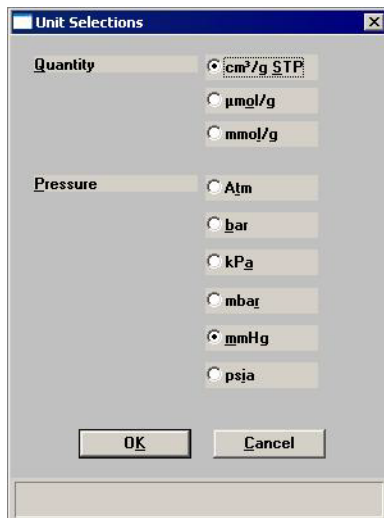 Unit Selections
Quantity
cm³/g STP
µmol/g
mmol/g
Pressure
Atm
bar
kPa
mbar
mmHg
psia
OK
Cancel